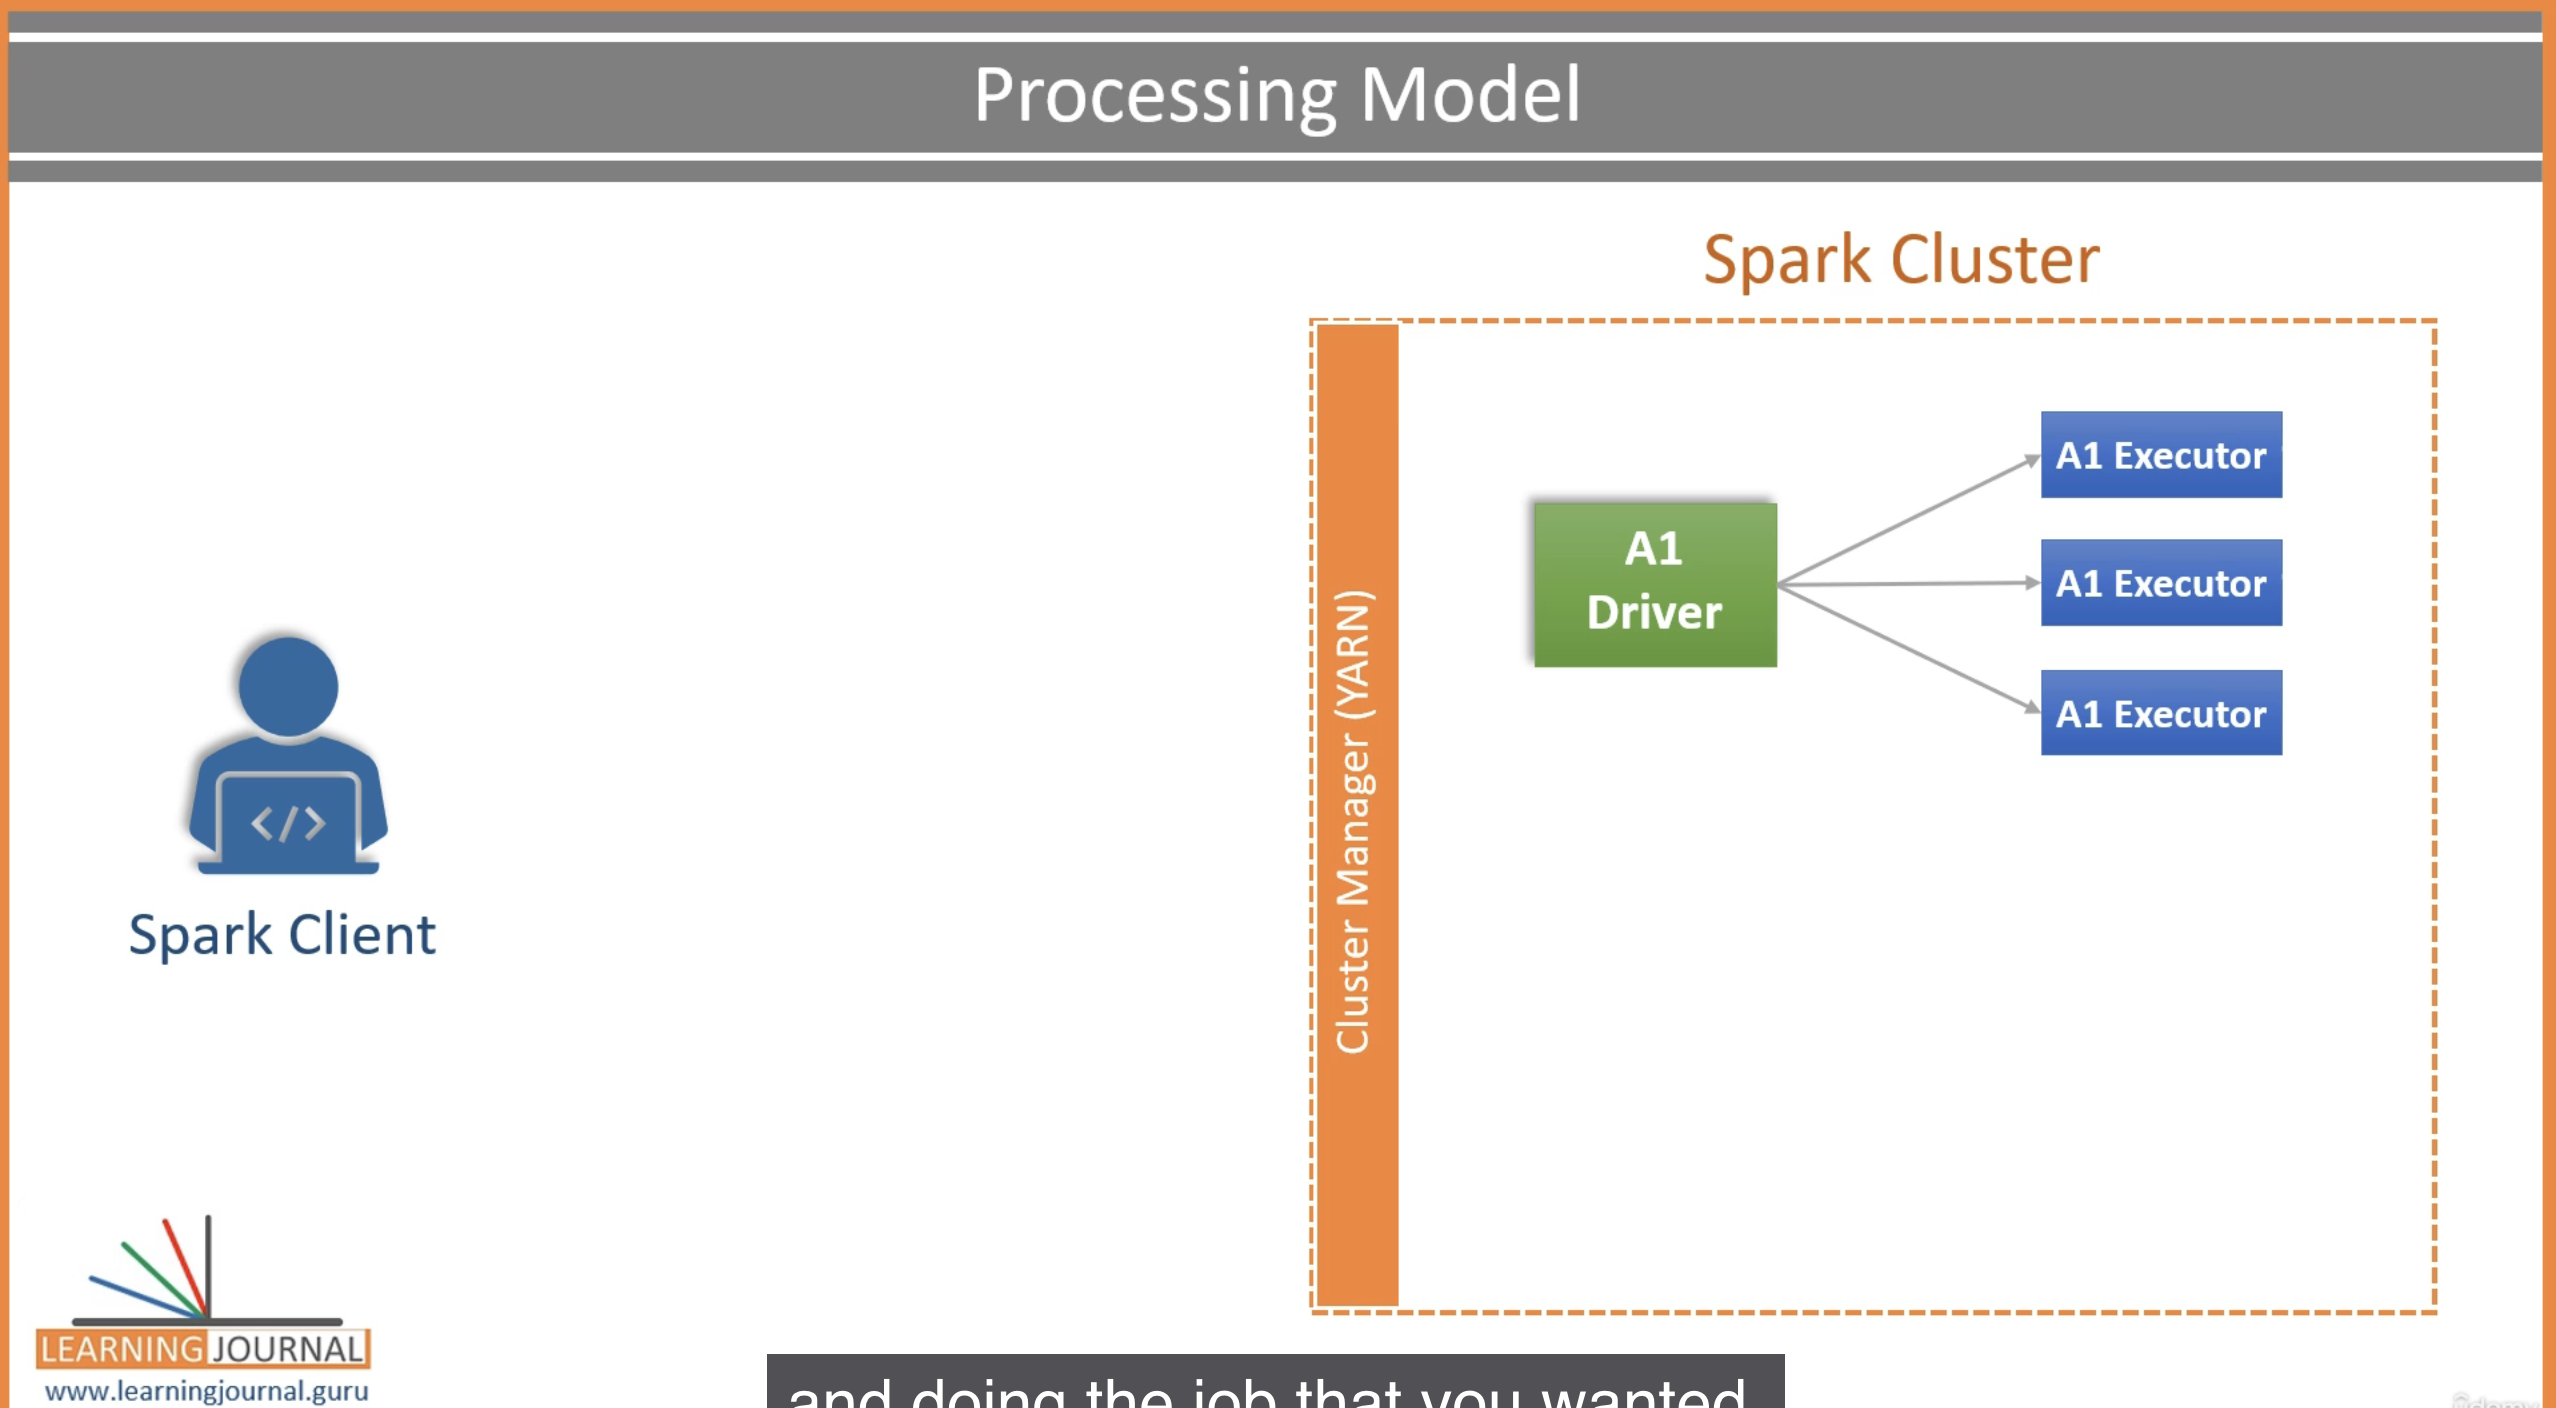 Processing Model
Spark Cluster
Cluster Manager (YARN)
A1
Driver
A1 Executor
A1 Executor
A1 Executor
</>
Spark Client
LEARNING JOURNAL
www.learningjournal.guru
and doing the job that you wanted